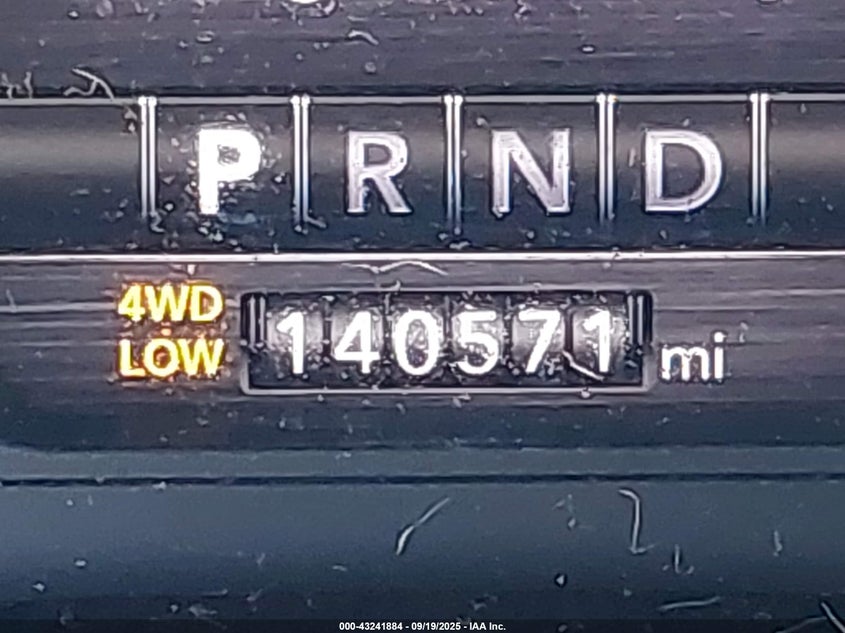 P R N D
4WD
LOW
140571 mi
000-43241884 - 09/19/2025 - IAA Inc.